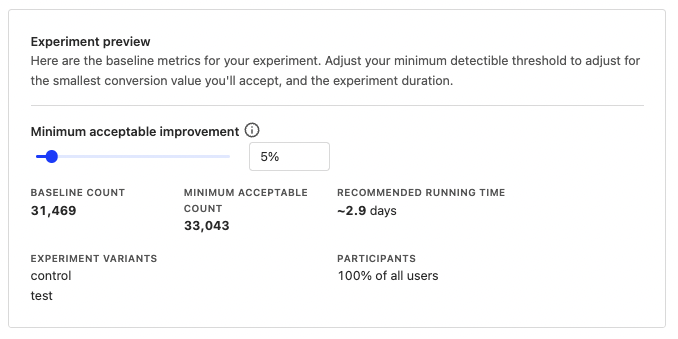 Experiment preview
Here are the baseline metrics for your experiment. Adjust your minimum detectible threshold to adjust for
the smallest conversion value you'll accept, and the experiment duration.
Minimum acceptable improvement
5%
BASELINE COUNT
31,469
MINIMUM ACCEPTABLE
COUNT
33,043
RECOMMENDED RUNNING TIME
~2.9 days
EXPERIMENT VARIANTS
control
test
PARTICIPANTS
100% of all users